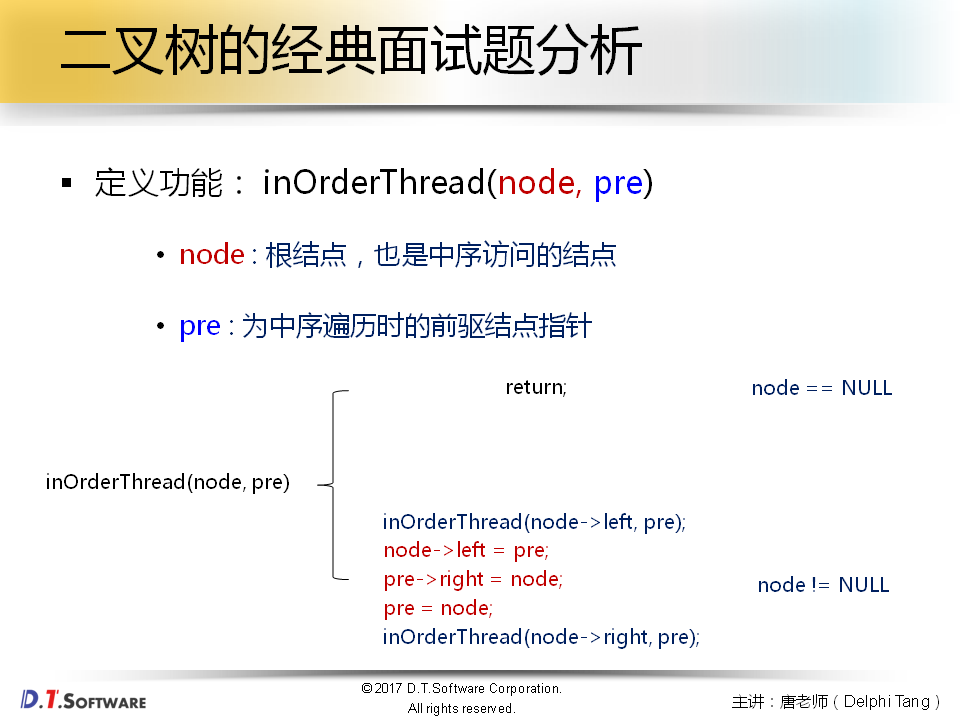 二叉树的经典面试题分析
▪ 定义功能： inOrderThread(node, pre)
• node : 根结点，也是中序访问的结点
• pre : 为中序遍历时的前驱结点指针
return; node == NULL
inOrderThread(node, pre)
inOrderThread(node->left, pre);
node->left = pre;
pre->right = node;
node != NULL
pre = node;
inOrderThread(node->right, pre);
D.T.Software
©2017 D.T.Software Corporation.
All rights reserved.
主讲：唐老师（Delphi Tang）